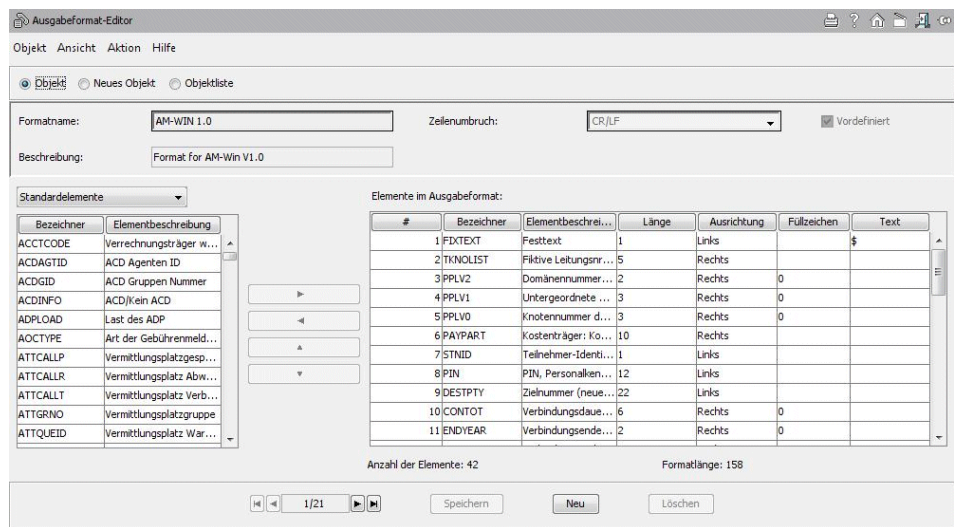 Ausgabeformat-Editor
Objekt Ansicht Aktion Hilfe
Objekt Neues Objekt Objektliste
Formatname: AM-WIN 1.0 Zeilenumbruch: CR/LF Vordefiniert
Beschreibung: Format for AM-Win V1.0
Standardelemente
Bezeichner Elementbeschreibung
ACCTCODE Verrechnungsträger w...
ACDAGTID ACD Agenten ID
ACDGID ACD Gruppen Nummer
ACDINFO ACD/Kein ACD
ADPLOAD Last des ADP
AOCTYPE Art der Gebührenmeld...
ATTCALLP Vermittlungsplatzgesp...
ATTCALLR Vermittlungsplatz Abw...
ATTCALLT Vermittlungsplatz Verb...
ATTGRNO Vermittlungsplatzgruppe
ATTQUEID Vermittlungsplatz War...
Elemente im Ausgabeformat:
# Bezeichner Elementbeschrei... Länge Ausrichtung Füllzeichen Text
1 FIXTEXT Festtext 1 Links $
2 TKNOLIST Fiktive Leitungsnr... 5 Rechts
3 PPLV2 Domänennummer... 2 Rechts 0
4 PPLV1 Untergeordnete ... 3 Rechts 0
5 PPLV0 Knotennummer d... 3 Rechts 0
6 PAYPART Kostenträger: Ko... 10 Rechts
7 STNID Teilnehmer-Identi... 1 Links
8 PIN PIN, Personalken... 12 Links
9 DESTPTY Zielnummer (neue... 22 Links
10 CONTOT Verbindungsdaue... 6 Rechts 0
11 ENDYEAR Verbindungsende... 2 Rechts 0
Anzahl der Elemente: 42 Formatlänge: 158
1/21 Speichern Neu Löschen